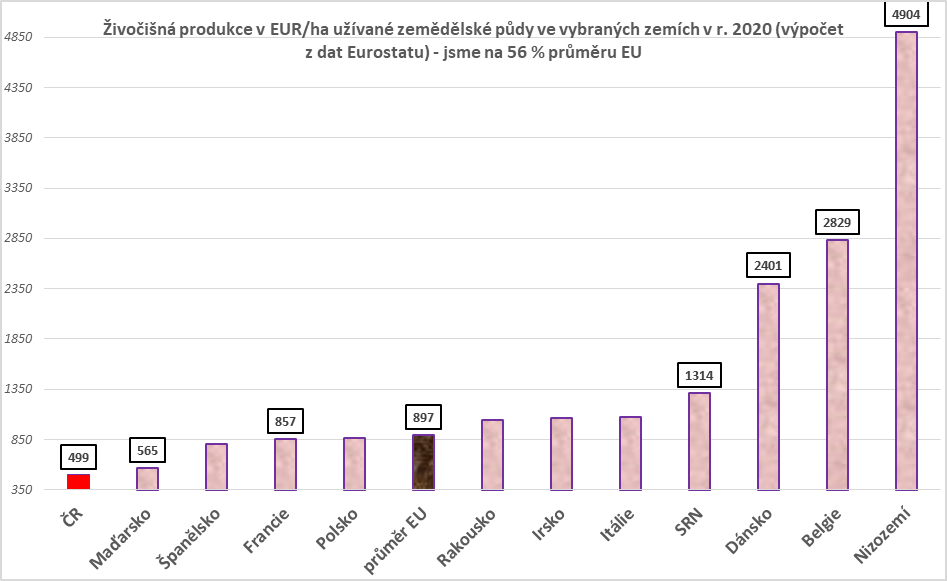 Živočišná produkce v EUR/ha užívané zemědělské půdy ve vybraných zemích v r. 2020 (výpočet
z dat Eurostatu) - jsme na 56 % průměru EU
4850
4350
3850
3350
2850
2350
1850
1350
850
350
499
565
857
897
1314
2401
2829
4904
ČR
Maďarsko
Španělsko
Francie
Polsko
průměr EU
Rakousko
Irsko
Itálie
SRN
Dánsko
Belgie
Nizozemí